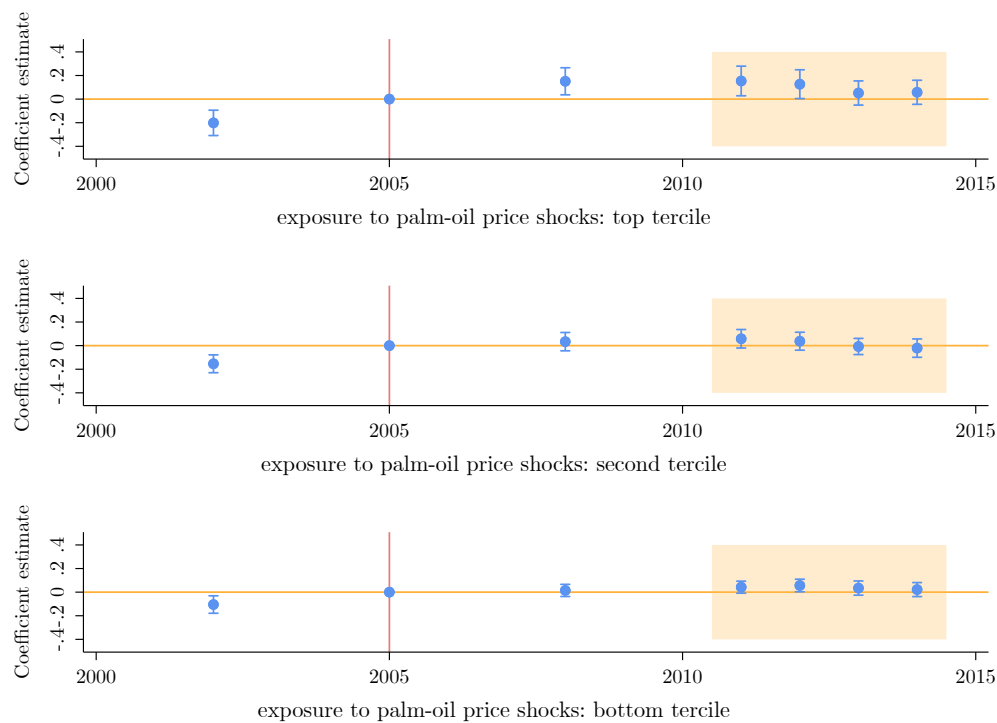 Coefficient estimate
-.4 -.2 0 .2 .4
2000 2005 2010 2015
exposure to palm-oil price shocks: top tercile
Coefficient estimate
-.4 -.2 0 .2 .4
2000 2005 2010 2015
exposure to palm-oil price shocks: second tercile
Coefficient estimate
-.4 -.2 0 .2 .4
2000 2005 2010 2015
exposure to palm-oil price shocks: bottom tercile